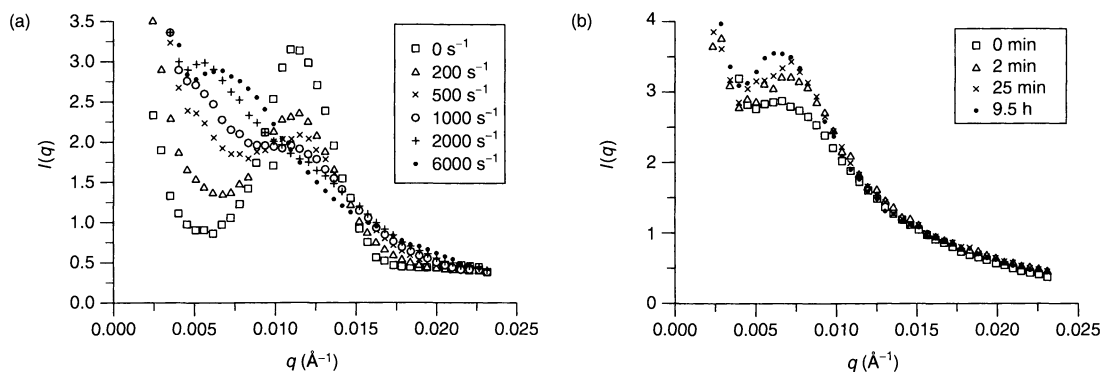 (a)
3.5
3.0
2.5
2.0
1.5
1.0
0.5
0.0
I(q)
0.000 0.005 0.010 0.015 0.020 0.025
q (Å⁻¹)
0 s⁻¹
200 s⁻¹
500 s⁻¹
1000 s⁻¹
2000 s⁻¹
6000 s⁻¹
(b)
4
3
2
1
0
I(q)
0.000 0.005 0.010 0.015 0.020 0.025
q (Å⁻¹)
0 min
2 min
25 min
9.5 h